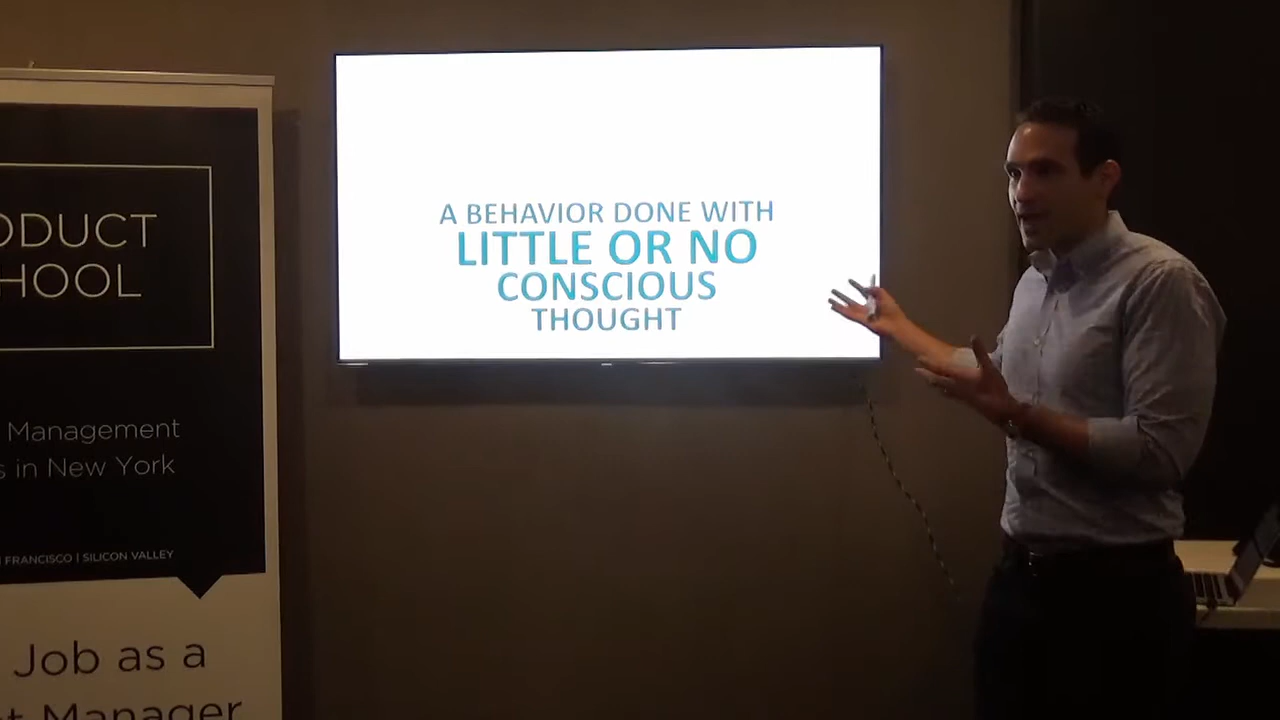 ODUCT
HOOL
Management
s in New York
FRANCISCO | SILICON VALLEY
Job as a
t Manager
A BEHAVIOR DONE WITH
LITTLE OR NO
CONSCIOUS
THOUGHT